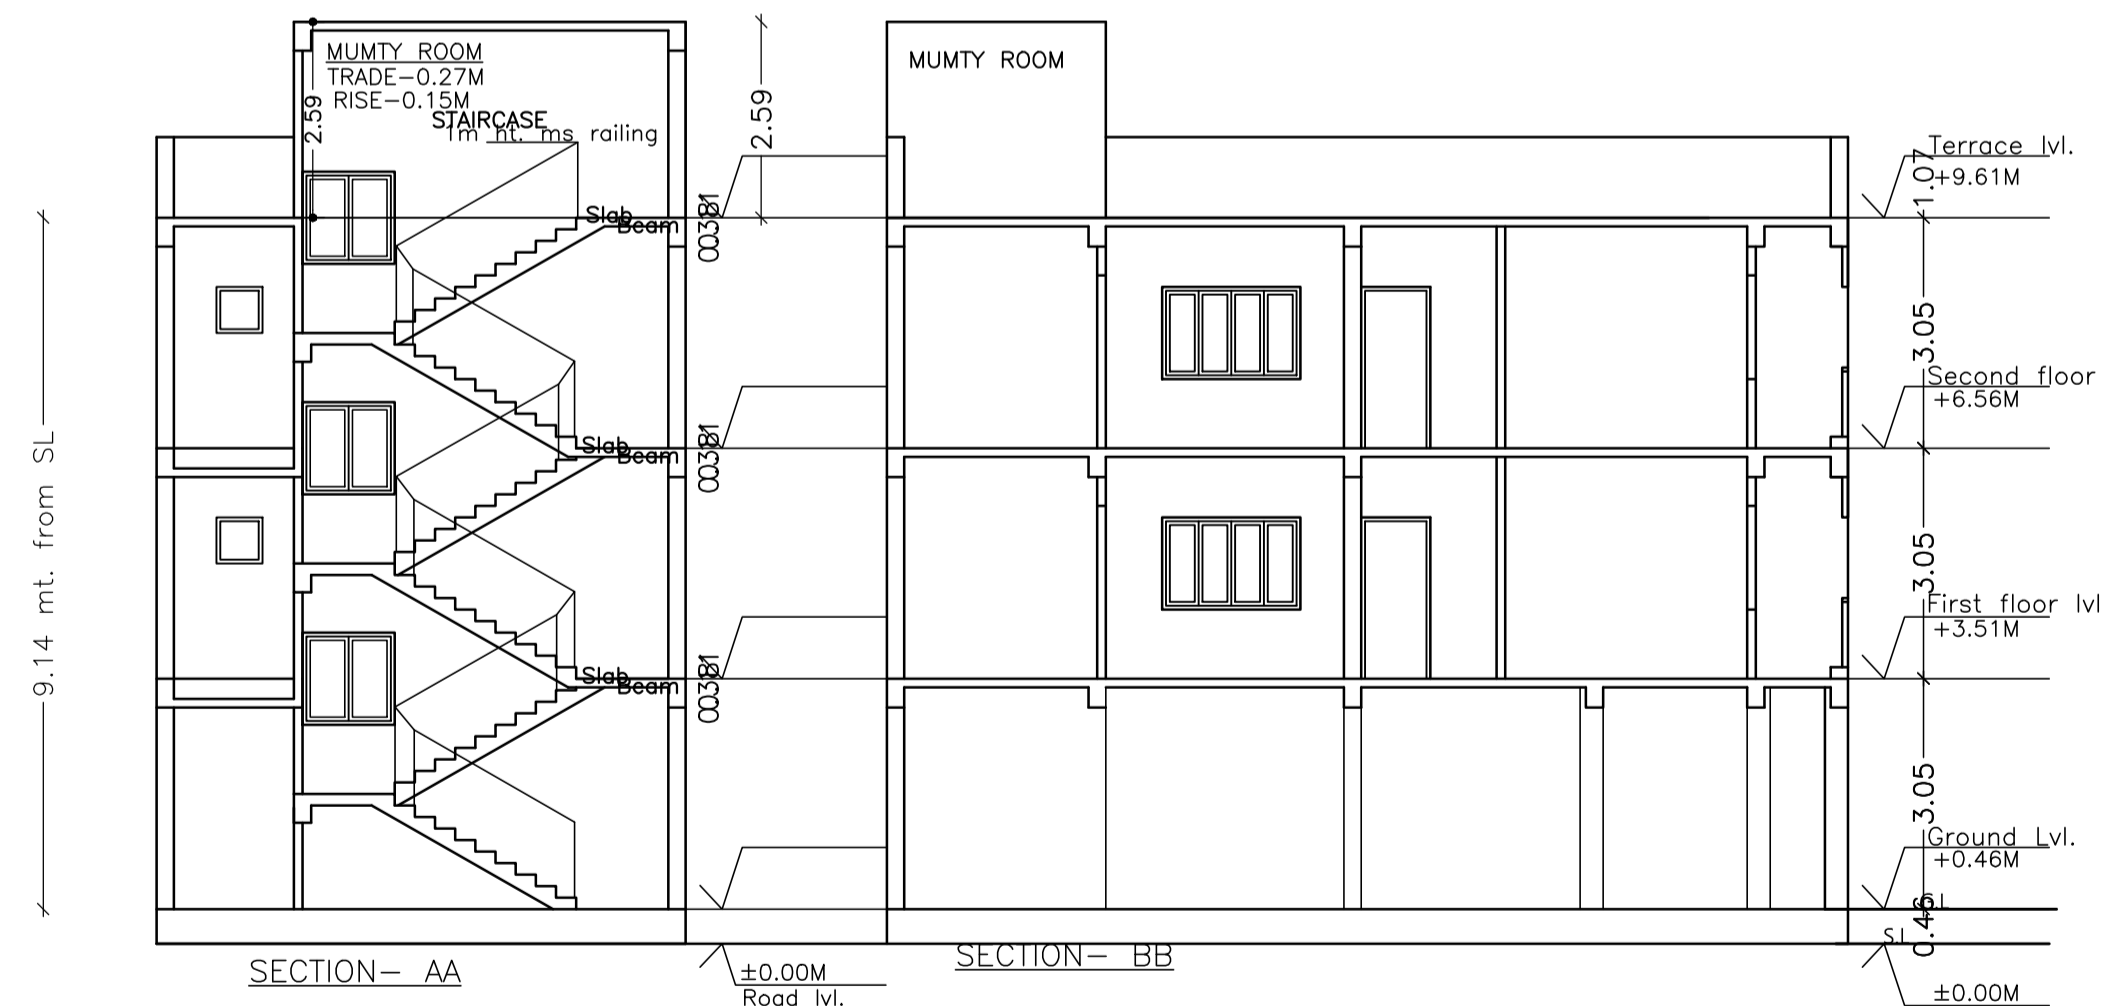 MUMTY ROOM
TRADE-0.27M
RISE-0.15M
STAIRCASE
1m ht. ms railing
2.59
2.59
MUMTY ROOM
Terrace lvl.
+9.61M
1.07
Slab
Beam
3.05
Second floor
+6.56M
Slab
Beam
9.14 mt. from SL
3.05
First floor lvl
+3.51M
Slab
Beam
3.05
Ground Lvl.
+0.46M
0.46
S.L
SECTION- AA
SECTION- BB
±0.00M
Road lvl.
±0.00M